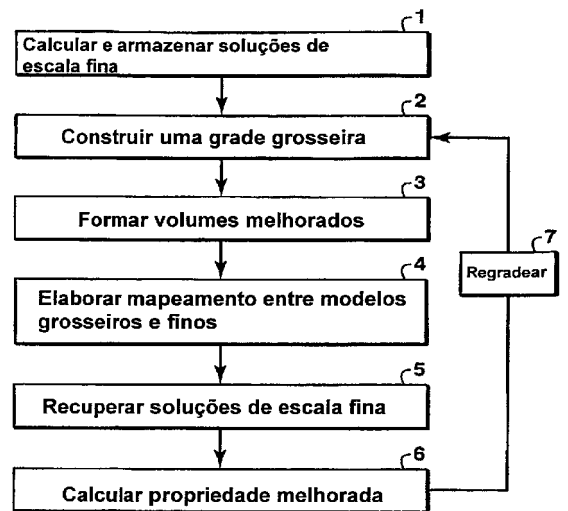 1
Calcular e armazenar soluções de
escala fina
2
Construir uma grade grosseira
3
Formar volumes melhorados
4
Elaborar mapeamento entre modelos
grosseiros e finos
5
Recuperar soluções de escala fina
6
Calcular propriedade melhorada
7
Regradear